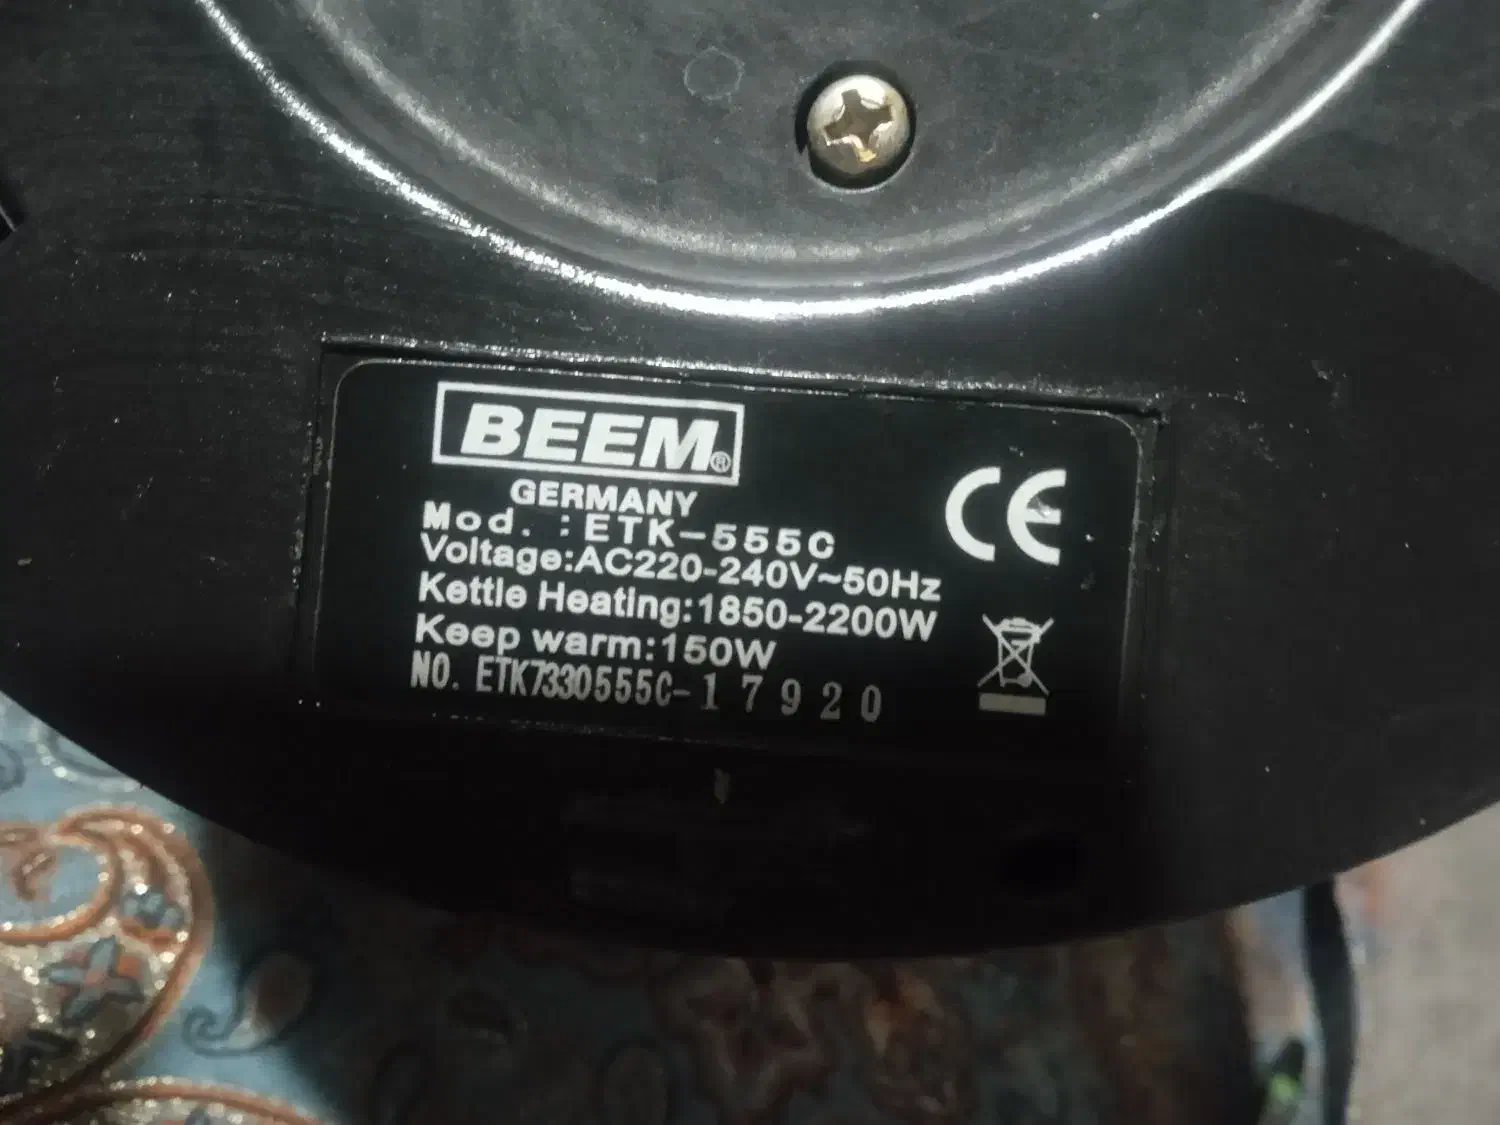 BEEM®
GERMANY
Mod. :ETK-555C
Voltage:AC220-240V~50Hz
Kettle Heating:1850-2200W
Keep warm:150W
NO. ETK7330555C-17920
CE